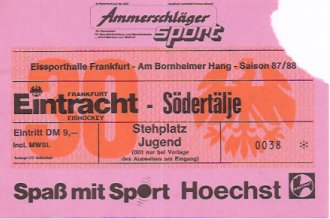 Ammerschläger
sport
Eissporthalle Frankfurt - Am Bornheimer Hang - Saison 87/88
FRANKFURT
Eintracht - Södertälje
EISHOCKEY
Eintritt DM 9,—
incl. MWSt.
Stehplatz
Jugend
(Gilt nur bei Vorlage
des Ausweises am Eingang)
0038 *
Spaß mit Sport Hoechst